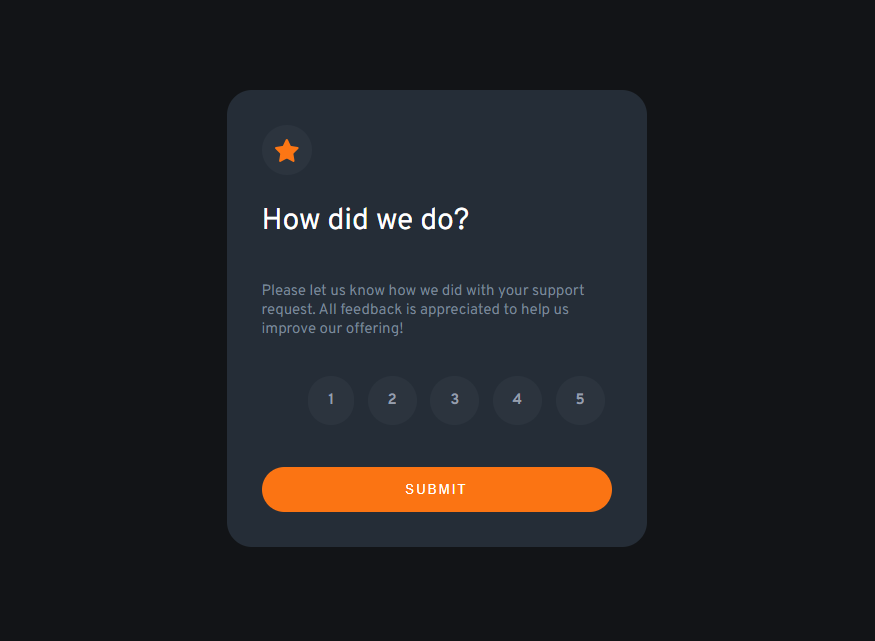 How did we do?
Please let us know how we did with your support
request. All feedback is appreciated to help us
improve our offering!
1 2 3 4 5
SUBMIT